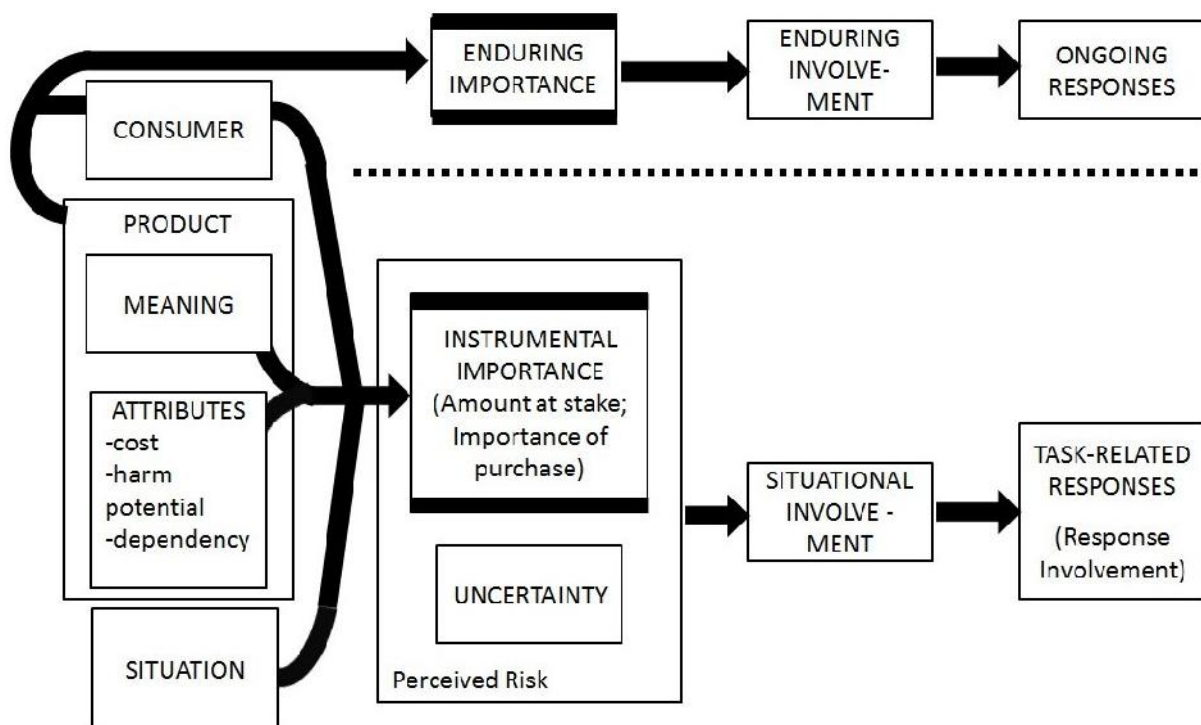 ENDURING
IMPORTANCE
ENDURING
INVOLVE-
MENT
ONGOING
RESPONSES
CONSUMER
PRODUCT
MEANING
ATTRIBUTES
-cost
-harm
potential
-dependency
SITUATION
INSTRUMENTAL
IMPORTANCE
(Amount at stake;
Importance of
purchase)
UNCERTAINTY
Perceived Risk
SITUATIONAL
INVOLVE -
MENT
TASK-RELATED
RESPONSES
(Response
Involvement)